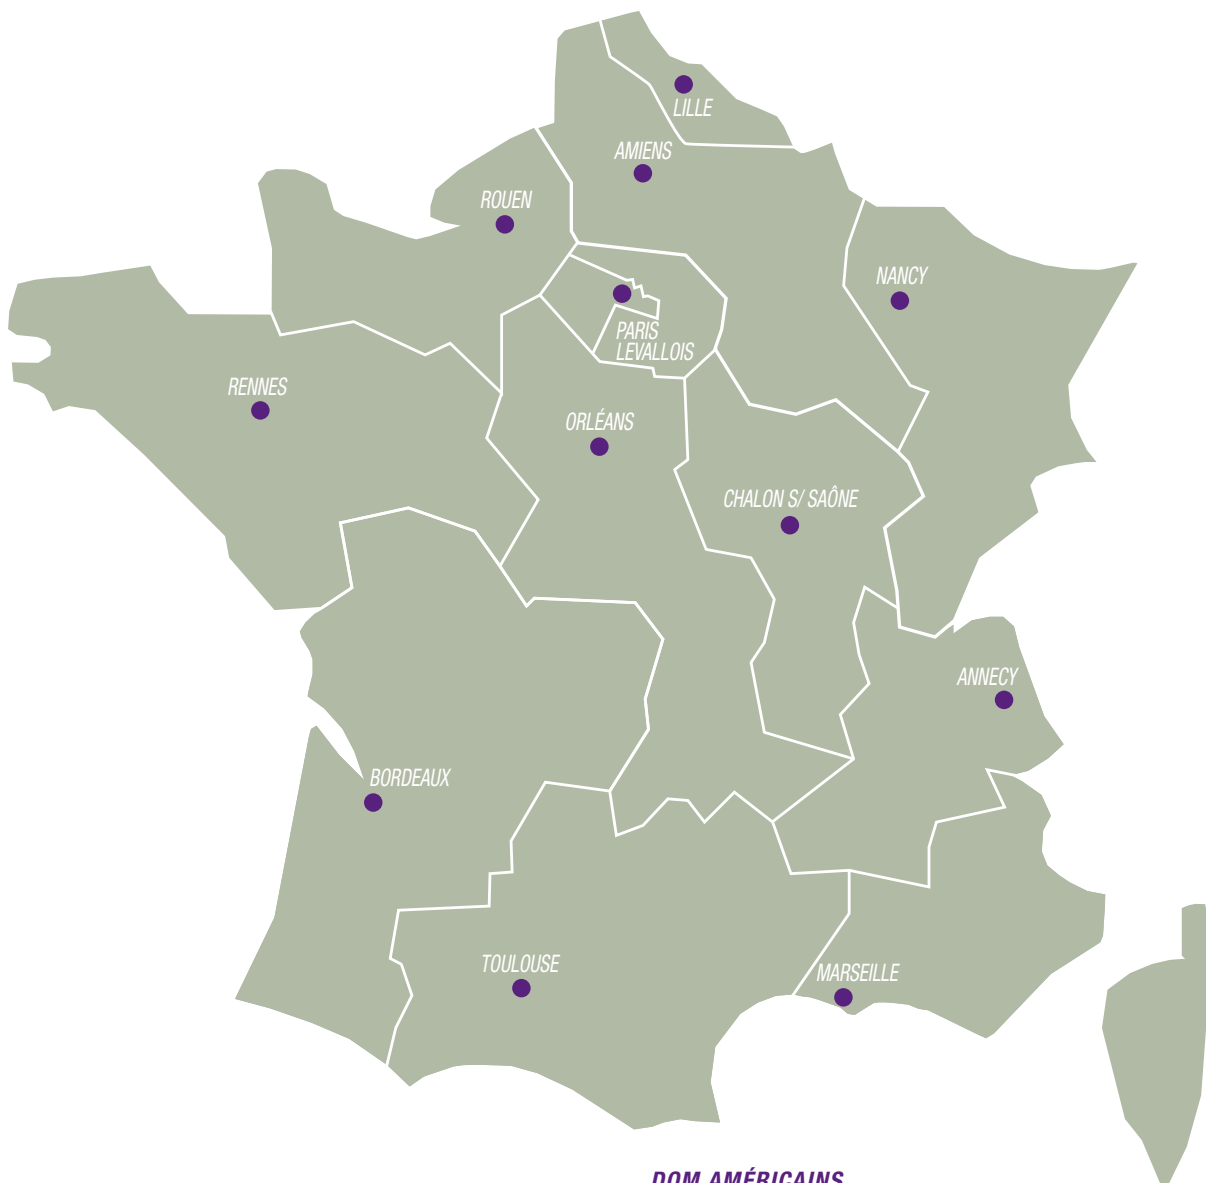 LILLE
AMIENS
ROUEN
NANCY
PARIS
LEVALLOIS
RENNES
ORLÉANS
CHALON S/ SAÔNE
ANNECY
BORDEAUX
TOULOUSE
MARSEILLE
DOM AMÉRICAINS